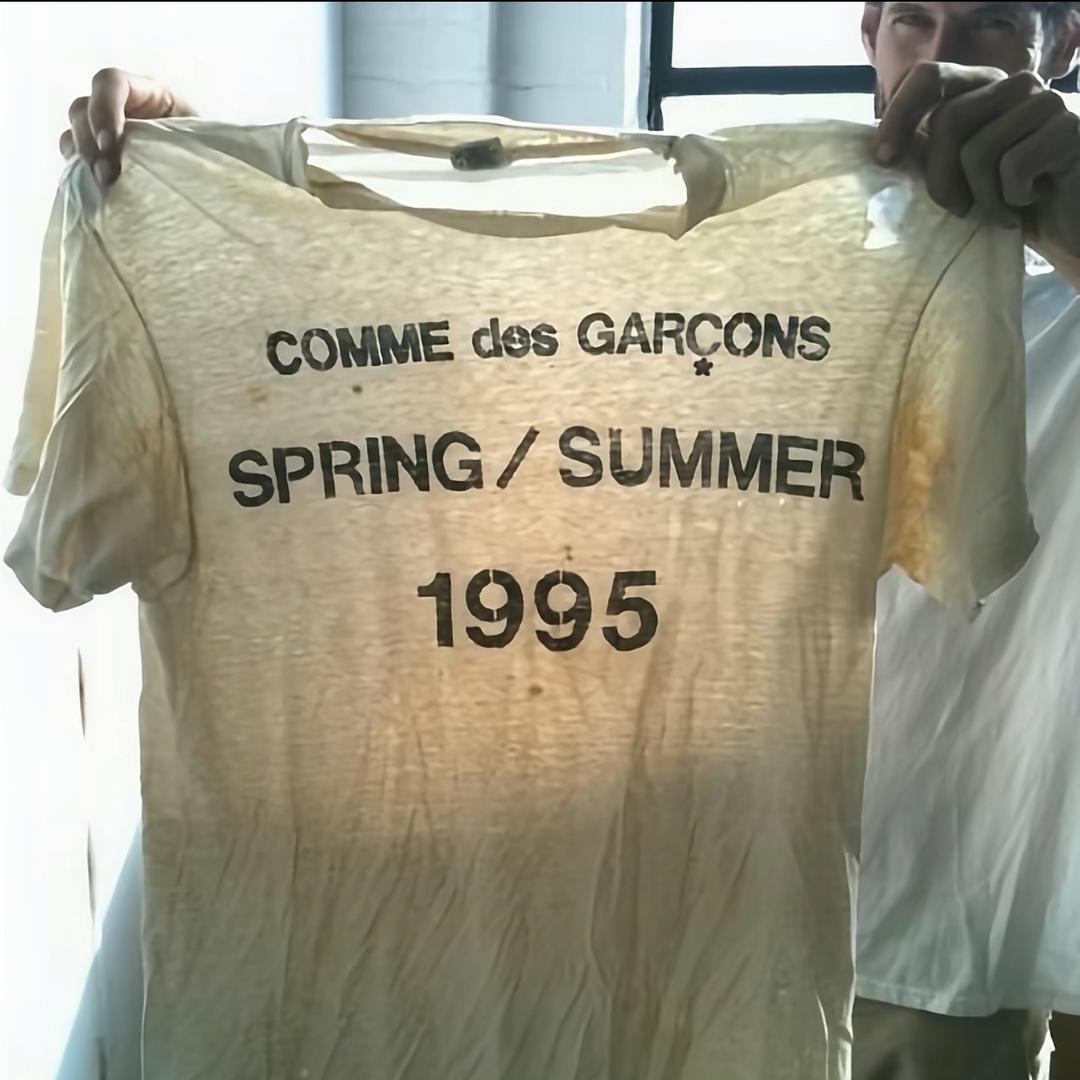 COMME des GARÇONS
SPRING / SUMMER
1995